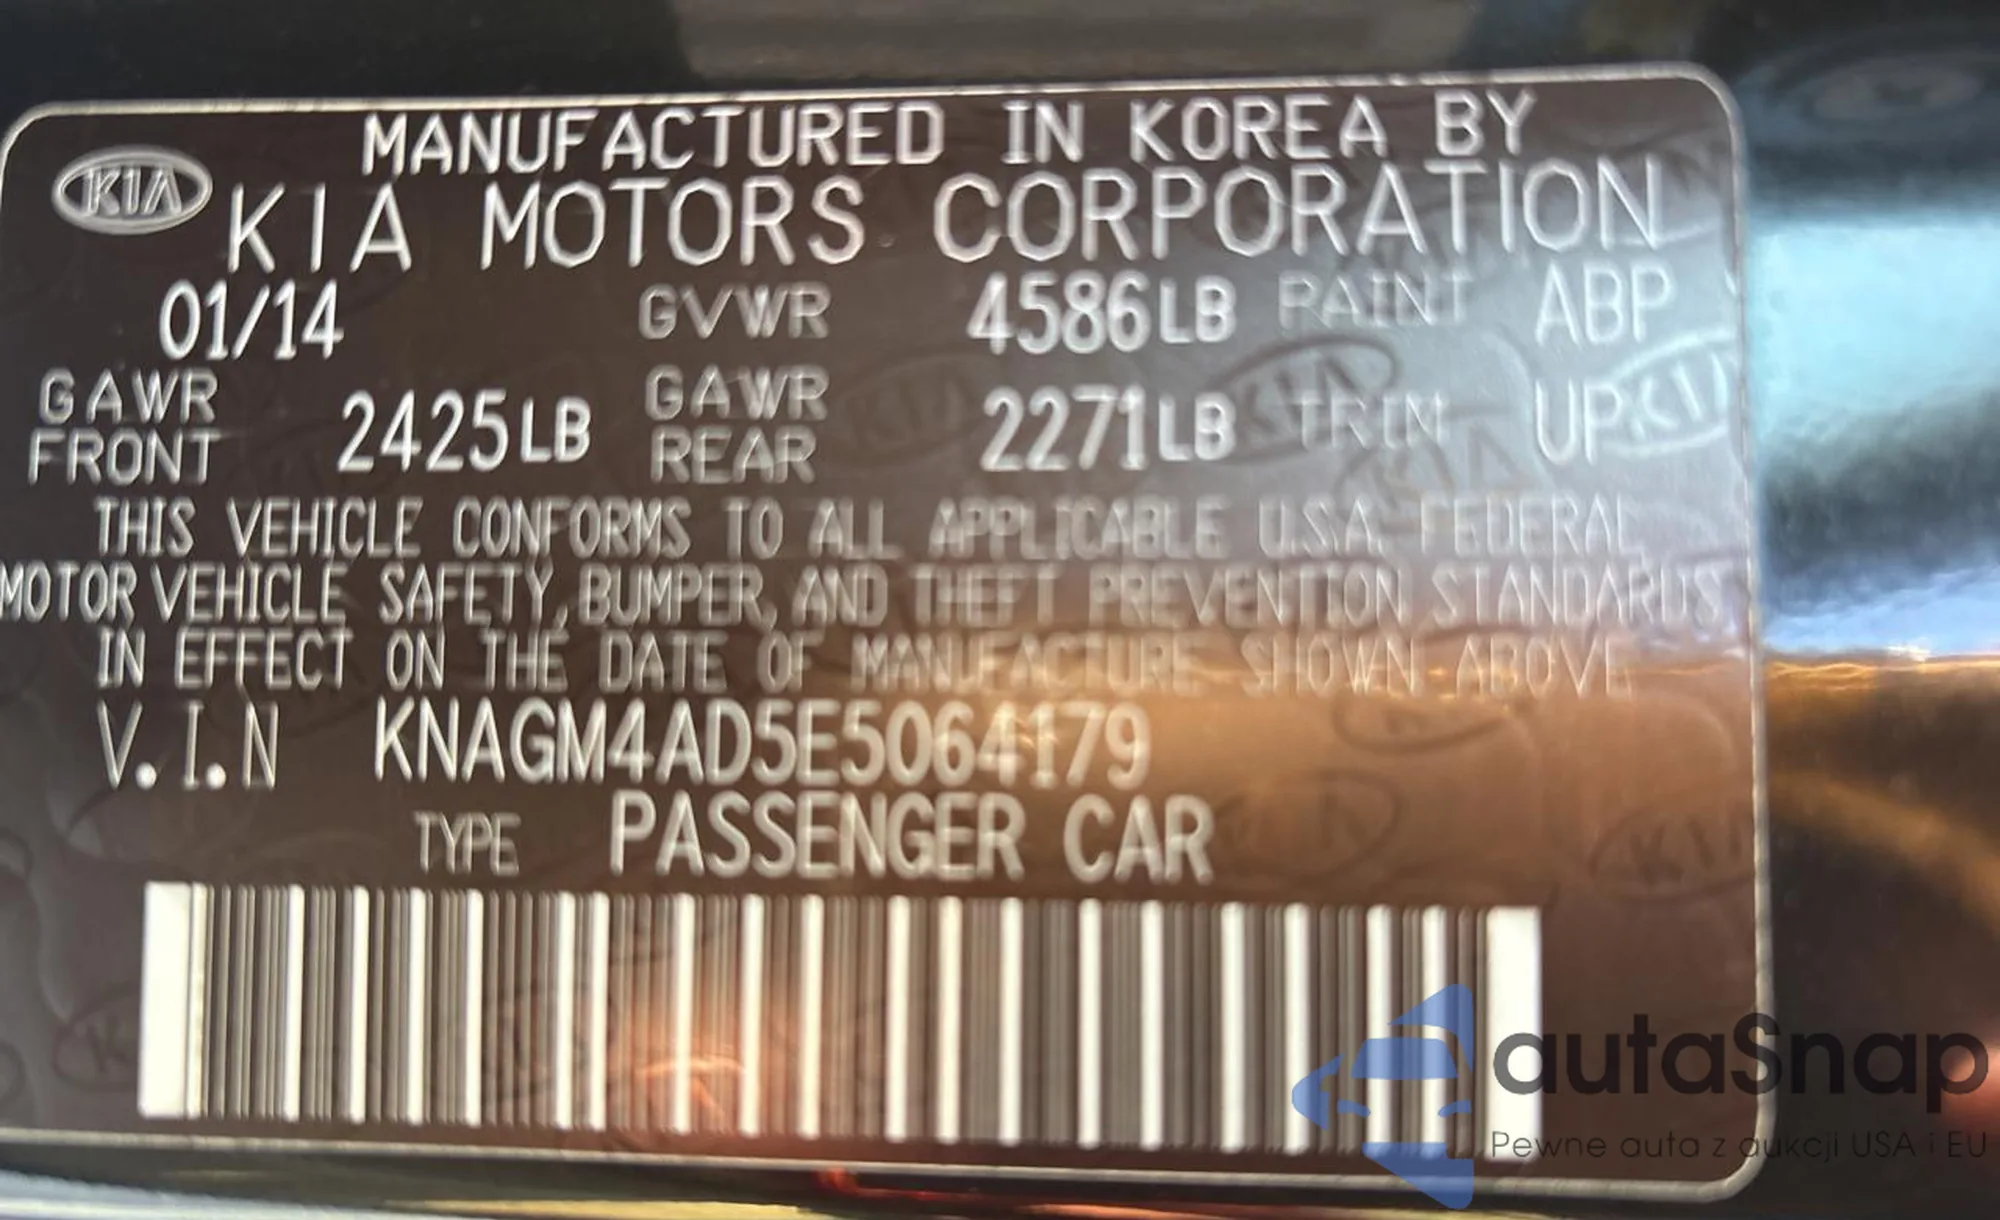 MANUFACTURED IN KOREA BY
KIA KIA MOTORS CORPORATION
01/14 GVWR 4586LB PAINT ABP
GAWR FRONT 2425LB GAWR REAR 2271LB TRIM UP
THIS VEHICLE CONFORMS TO ALL APPLICABLE U.S.A. FEDERAL
MOTOR VEHICLE SAFETY, BUMPER, AND THEFT PREVENTION STANDARDS
IN EFFECT ON THE DATE OF MANUFACTURE SHOWN ABOVE
V.I.N KNAGM4AD5E5064179
TYPE PASSENGER CAR
autaSnap
Pewne auta z aukcji USA i EU